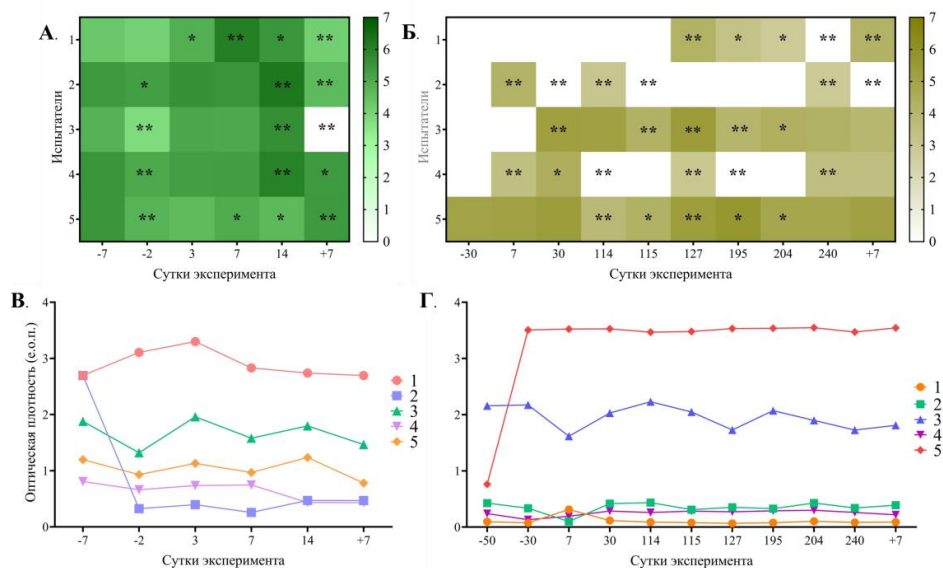 А.
Испытатели
1
2
3
4
5
* ** * **
* ** **
** ** **
** ** *
** * * **
-7 -2 3 7 14 +7
Сутки эксперимента
7
6
5
4
3
2
1
0
Б.
Испытатели
1
2
3
4
5
** * * ** **
** ** ** ** ** **
** ** ** ** *
** * ** ** ** **
** * ** ** *
-30 7 30 114 115 127 195 204 240 +7
Сутки эксперимента
7
6
5
4
3
2
1
0
В.
Оптическая плотность (е.о.п.)
4
3
2
1
0
-7 -2 3 7 14 +7
Сутки эксперимента
1
2
3
4
5
Г.
4
3
2
1
0
-50 -30 7 30 114 115 127 195 204 240 +7
Сутки эксперимента
1
2
3
4
5